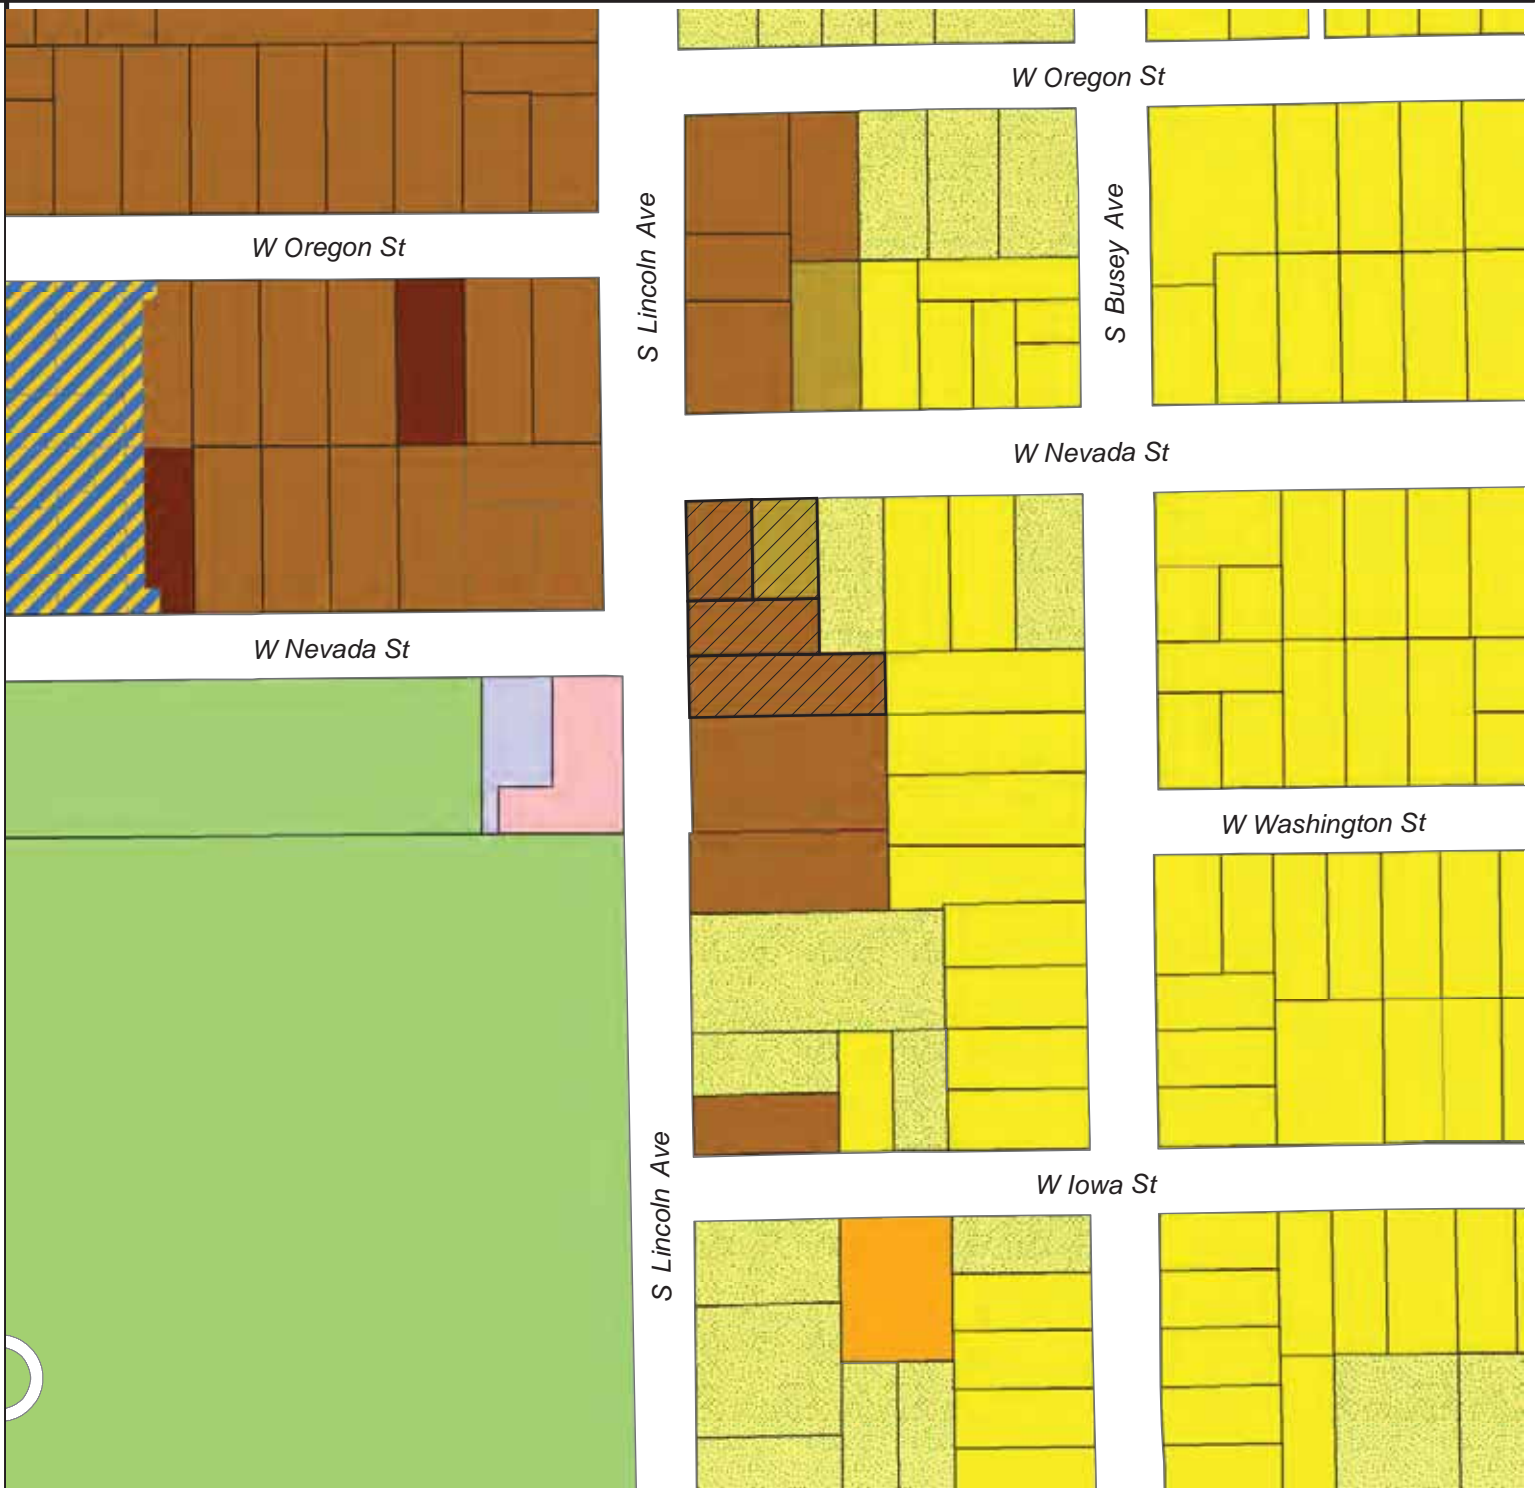 W Oregon St
S Lincoln Ave
S Busey Ave
W Oregon St
W Nevada St
W Nevada St
W Washington St
S Lincoln Ave
W Iowa St